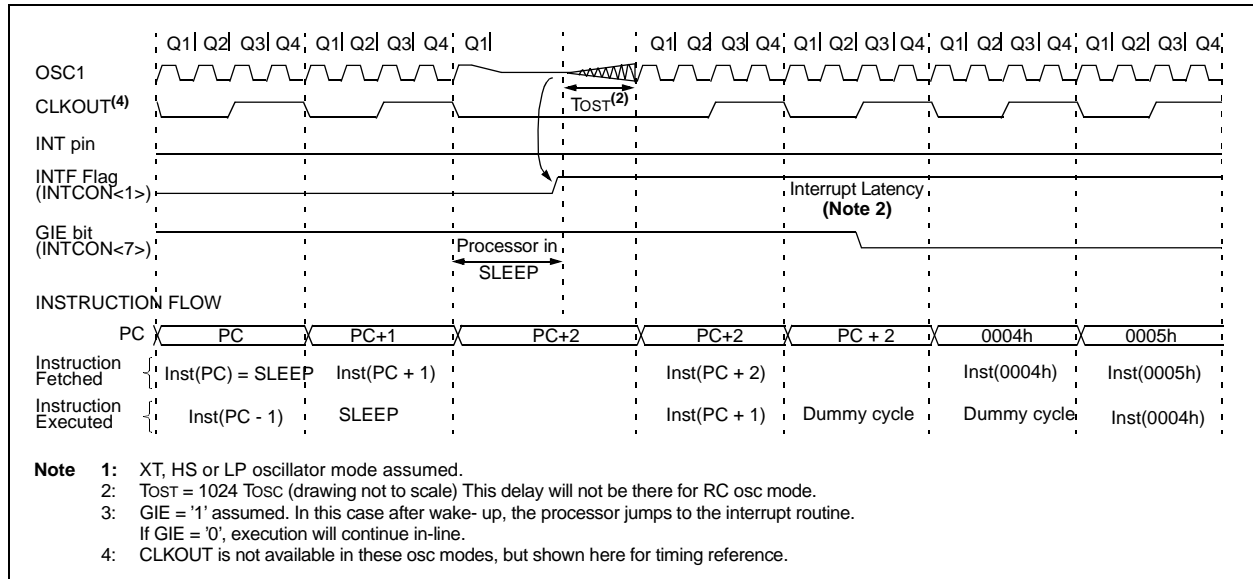 Q1 Q2 Q3 Q4 Q1 Q2 Q3 Q4 Q1 Q1 Q2 Q3 Q4 Q1 Q2 Q3 Q4 Q1 Q2 Q3 Q4 Q1 Q2 Q3 Q4
OSC1
TOST(2)
CLKOUT(4)
INT pin
INTF Flag
(INTCON<1>)
Interrupt Latency
(Note 2)
GIE bit
(INTCON<7>)
Processor in
SLEEP
INSTRUCTION FLOW
PC PC PC+1 PC+2 PC+2 PC + 2 0004h 0005h
Instruction
Fetched
Inst(PC) = SLEEP Inst(PC + 1) Inst(PC + 2) Inst(0004h) Inst(0005h)
Instruction
Executed
Inst(PC - 1) SLEEP Inst(PC + 1) Dummy cycle Dummy cycle Inst(0004h)
Note 1: XT, HS or LP oscillator mode assumed.
2: TOST = 1024 TOSC (drawing not to scale) This delay will not be there for RC osc mode.
3: GIE = '1' assumed. In this case after wake- up, the processor jumps to the interrupt routine.
If GIE = '0', execution will continue in-line.
4: CLKOUT is not available in these osc modes, but shown here for timing reference.